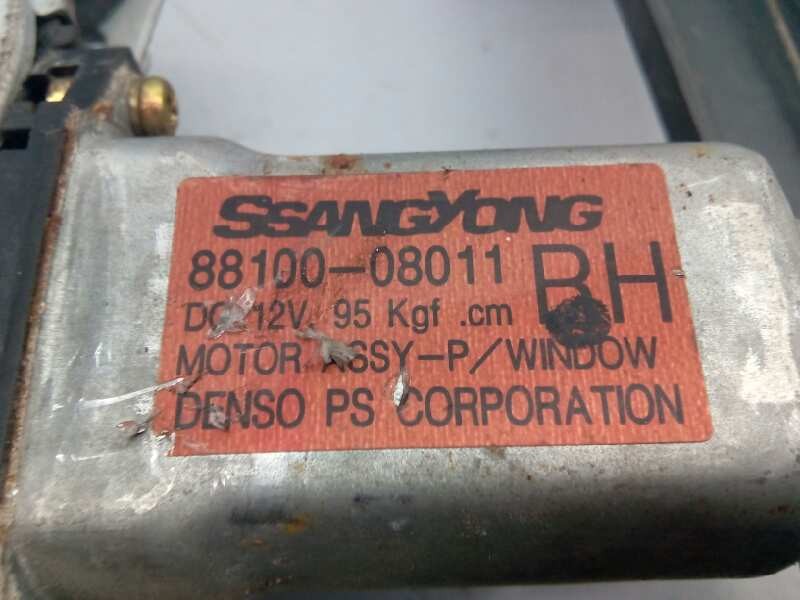 SSANGYONG
88100-08011 RH
DC 12V 95 Kgf .cm
MOTOR ASSY-P/WINDOW
DENSO PS CORPORATION